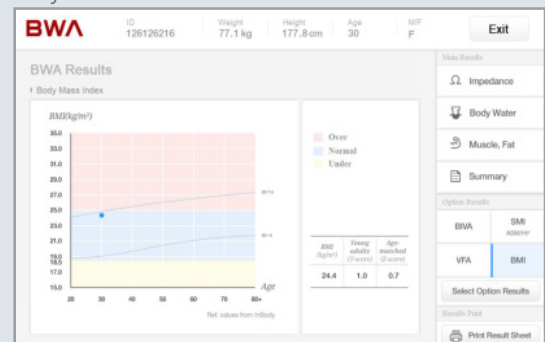 BWA
ID
126126216
Weight
77.1 kg
Height
177.8 cm
Age
30
M/F
F
Exit
BWA Results
Body Mass Index
BMI(kg/m²)
35.0
33.0
31.0
29.0
27.0
25.0
23.0
21.0
19.0
18.5
17.0
15.0
20 30 40 50 60 70 80+
Age
Ref. values from InBody
Over
Normal
Under
BMI (kg/m²)
Young adults (T-score)
Age-matched (Z-score)
24.4 1.0 0.7
Main Results
Impedance
Body Water
Muscle, Fat
Summary
Option Results
BIVA
SMI
ASM/Ht²
VFA
BMI
Select Option Results
Results Print
Print Result Sheet